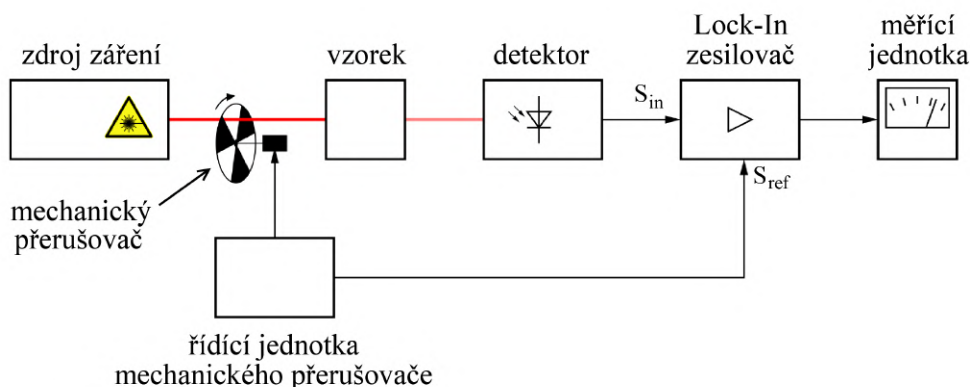 zdroj záření
vzorek
detektor
Lock-In
zesilovač
měřící
jednotka
S_in
S_ref
mechanický
přerušovač
řídící jednotka
mechanického přerušovače